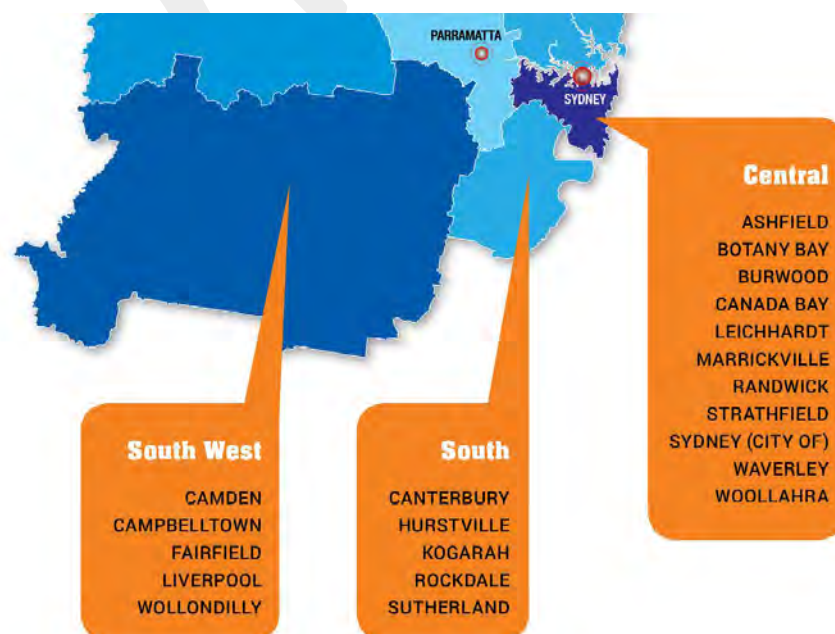 PARRAMATTA
SYDNEY
Central
ASHFIELD
BOTANY BAY
BURWOOD
CANADA BAY
LEICHHARDT
MARRICKVILLE
RANDWICK
STRATHFIELD
SYDNEY (CITY OF)
WAVERLEY
WOOLLAHRA
South West
CAMDEN
CAMPBELLTOWN
FAIRFIELD
LIVERPOOL
WOLLONDILLY
South
CANTERBURY
HURSTVILLE
KOGARAH
ROCKDALE
SUTHERLAND